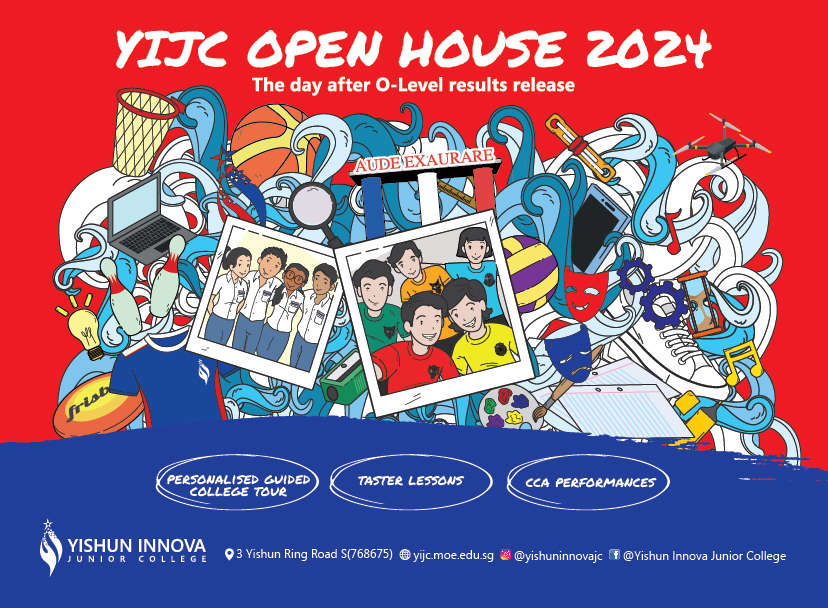 YIJC OPEN HOUSE 2024
The day after O-Level results release
AUDE EXAURARE
frisb
PERSONALISED GUIDED
COLLEGE TOUR
TASTER LESSONS
CCA PERFORMANCES
YISHUN INNOVA
JUNIOR COLLEGE
3 Yishun Ring Road S(768675) yijc.moe.edu.sg @yishuninnovajc @Yishun Innova Junior College